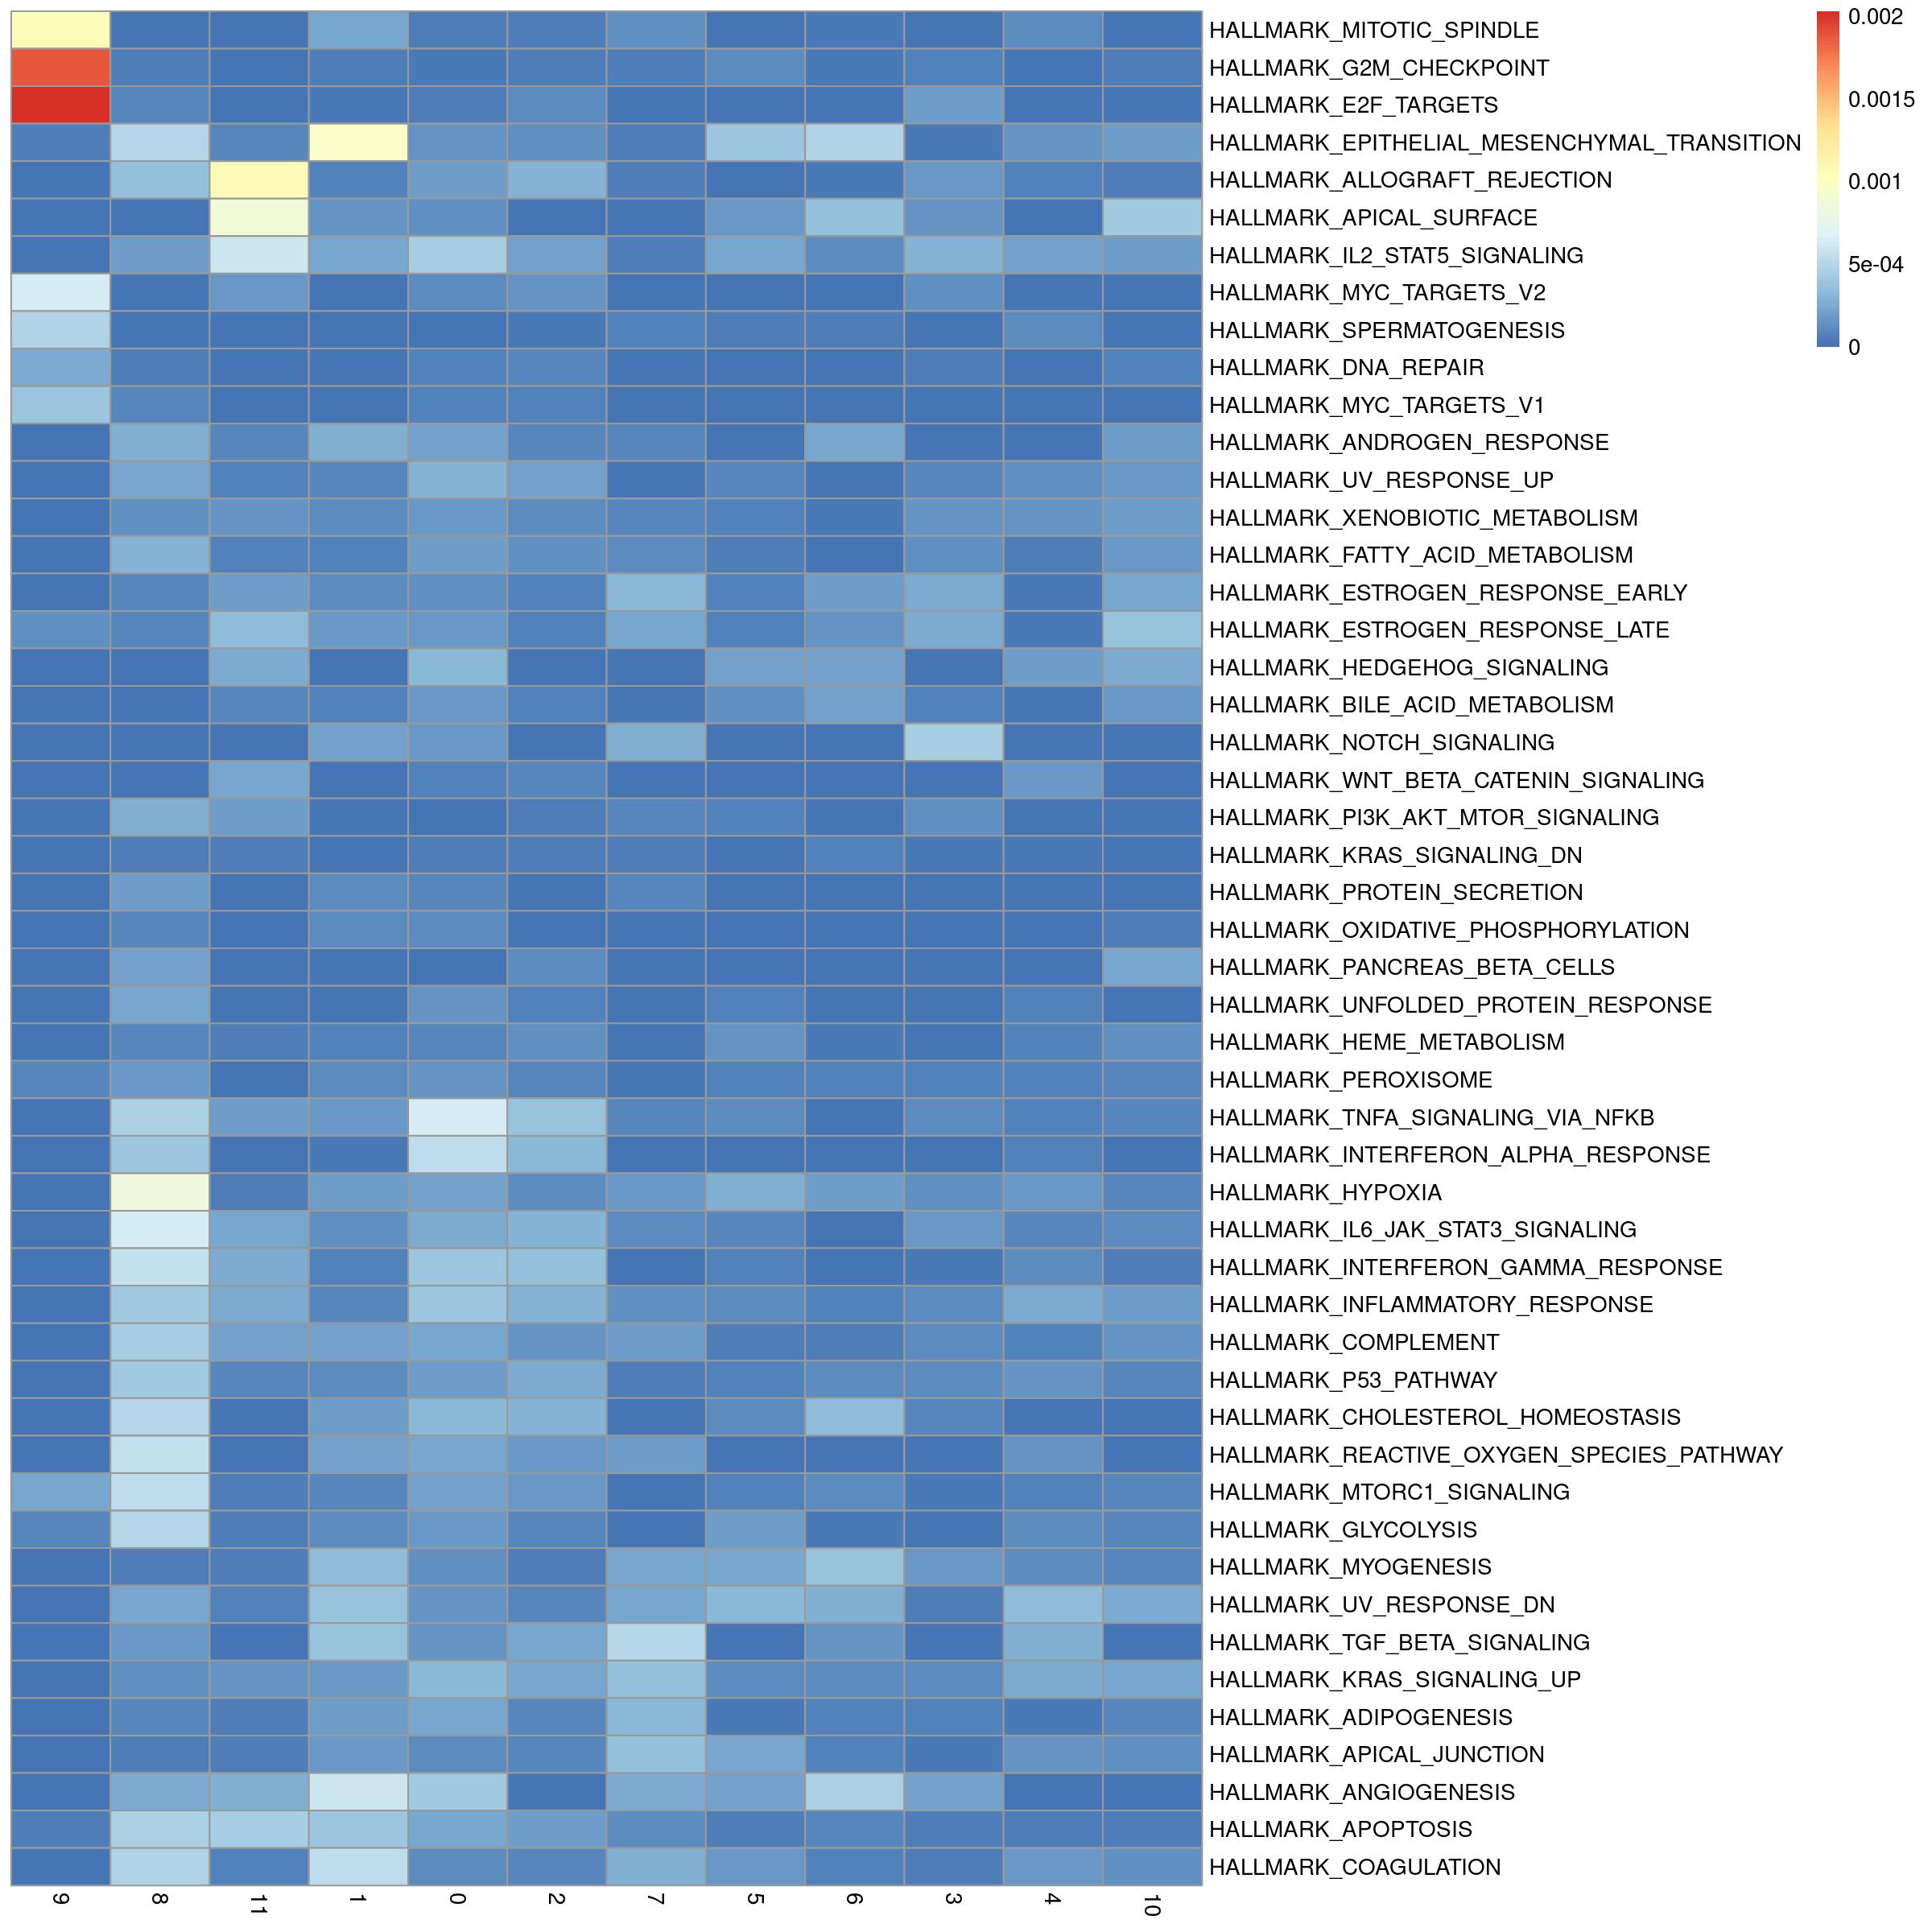 HALLMARK_MITOTIC_SPINDLE
HALLMARK_G2M_CHECKPOINT
HALLMARK_E2F_TARGETS
HALLMARK_EPITHELIAL_MESENCHYMAL_TRANSITION
HALLMARK_ALLOGRAFT_REJECTION
HALLMARK_APICAL_SURFACE
HALLMARK_IL2_STAT5_SIGNALING
HALLMARK_MYC_TARGETS_V2
HALLMARK_SPERMATOGENESIS
HALLMARK_DNA_REPAIR
HALLMARK_MYC_TARGETS_V1
HALLMARK_ANDROGEN_RESPONSE
HALLMARK_UV_RESPONSE_UP
HALLMARK_XENOBIOTIC_METABOLISM
HALLMARK_FATTY_ACID_METABOLISM
HALLMARK_ESTROGEN_RESPONSE_EARLY
HALLMARK_ESTROGEN_RESPONSE_LATE
HALLMARK_HEDGEHOG_SIGNALING
HALLMARK_BILE_ACID_METABOLISM
HALLMARK_NOTCH_SIGNALING
HALLMARK_WNT_BETA_CATENIN_SIGNALING
HALLMARK_PI3K_AKT_MTOR_SIGNALING
HALLMARK_KRAS_SIGNALING_DN
HALLMARK_PROTEIN_SECRETION
HALLMARK_OXIDATIVE_PHOSPHORYLATION
HALLMARK_PANCREAS_BETA_CELLS
HALLMARK_UNFOLDED_PROTEIN_RESPONSE
HALLMARK_HEME_METABOLISM
HALLMARK_PEROXISOME
HALLMARK_TNFA_SIGNALING_VIA_NFKB
HALLMARK_INTERFERON_ALPHA_RESPONSE
HALLMARK_HYPOXIA
HALLMARK_IL6_JAK_STAT3_SIGNALING
HALLMARK_INTERFERON_GAMMA_RESPONSE
HALLMARK_INFLAMMATORY_RESPONSE
HALLMARK_COMPLEMENT
HALLMARK_P53_PATHWAY
HALLMARK_CHOLESTEROL_HOMEOSTASIS
HALLMARK_REACTIVE_OXYGEN_SPECIES_PATHWAY
HALLMARK_MTORC1_SIGNALING
HALLMARK_GLYCOLYSIS
HALLMARK_MYOGENESIS
HALLMARK_UV_RESPONSE_DN
HALLMARK_TGF_BETA_SIGNALING
HALLMARK_KRAS_SIGNALING_UP
HALLMARK_ADIPOGENESIS
HALLMARK_APICAL_JUNCTION
HALLMARK_ANGIOGENESIS
HALLMARK_APOPTOSIS
HALLMARK_COAGULATION
9 8 11 1 0 2 7 5 6 3 4 10
0.002
0.0015
0.001
5e-04
0